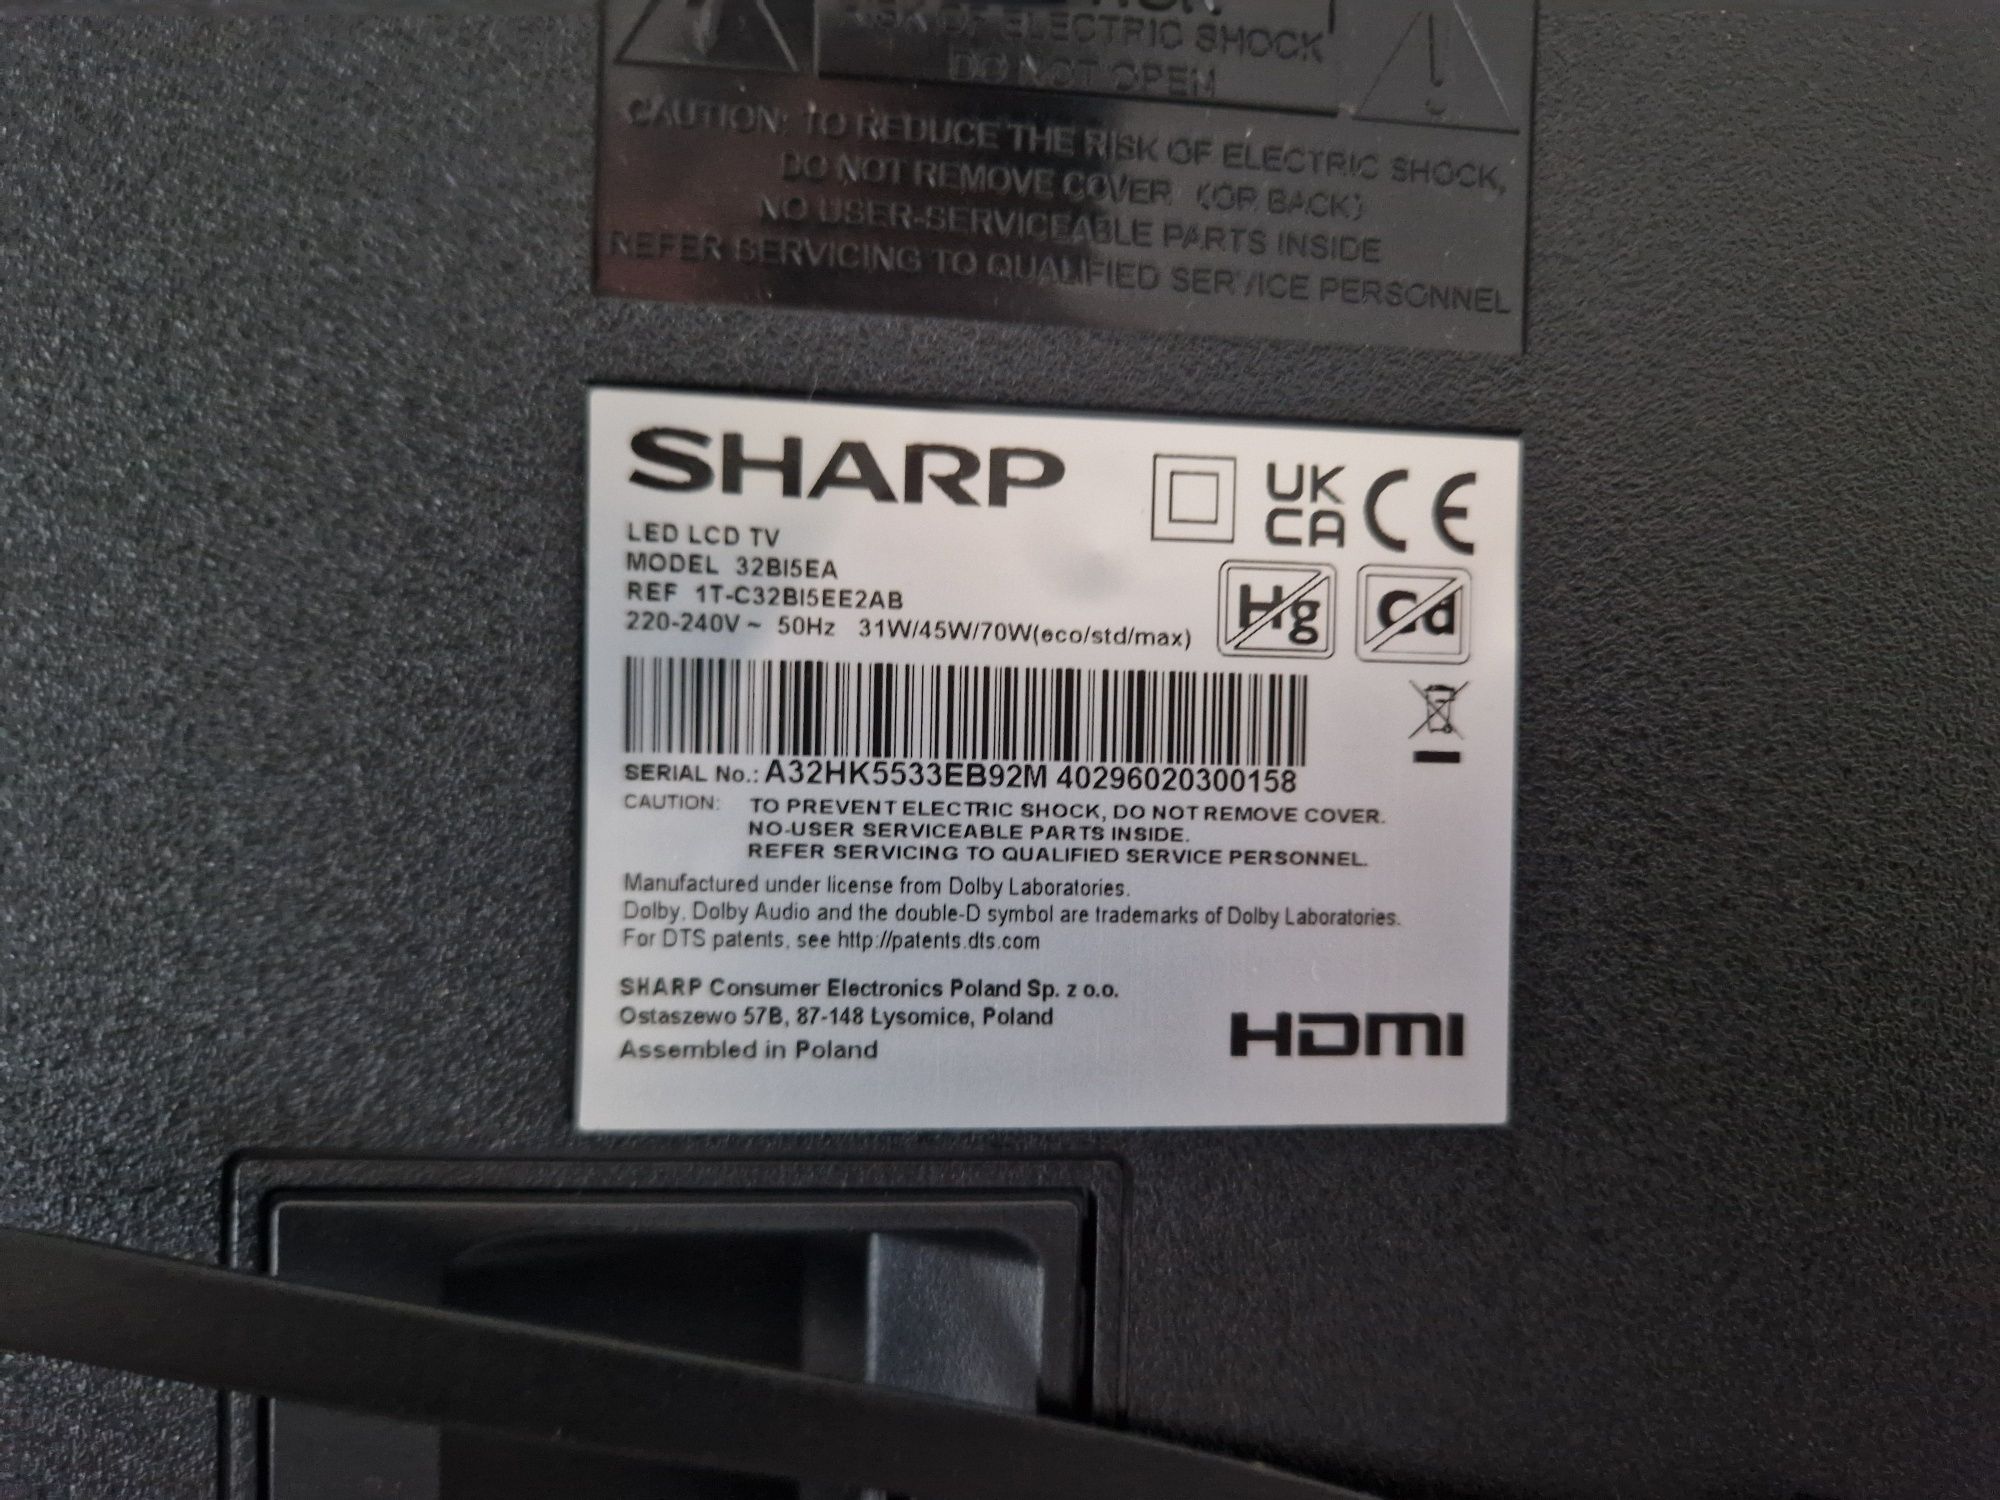 RISK OF ELECTRIC SHOCK
DO NOT OPEN
CAUTION: TO REDUCE THE RISK OF ELECTRIC SHOCK,
DO NOT REMOVE COVER (OR BACK)
NO USER-SERVICEABLE PARTS INSIDE
REFER SERVICING TO QUALIFIED SERVICE PERSONNEL
SHARP
UK
CA
CE
LED LCD TV
MODEL 32BI5EA
REF 1T-C32BI5EE2AB
220-240V ~ 50Hz 31W/45W/70W(eco/std/max)
Hg
Cd
SERIAL No.: A32HK5533EB92M 40296020300158
CAUTION: TO PREVENT ELECTRIC SHOCK, DO NOT REMOVE COVER.
NO-USER SERVICEABLE PARTS INSIDE.
REFER SERVICING TO QUALIFIED SERVICE PERSONNEL.
Manufactured under license from Dolby Laboratories.
Dolby, Dolby Audio and the double-D symbol are trademarks of Dolby Laboratories.
For DTS patents, see http://patents.dts.com
SHARP Consumer Electronics Poland Sp. z o.o.
Ostaszewo 57B, 87-148 Łysomice, Poland
Assembled in Poland
HDMI